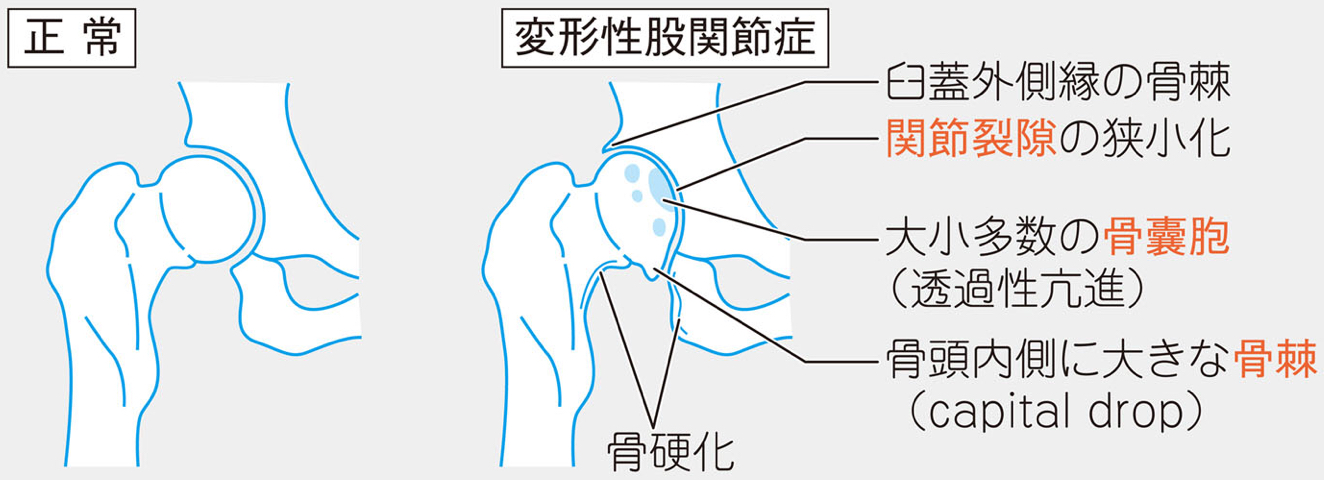 正 常
変形性股関節症
臼蓋外側縁の骨棘
関節裂隙の狭小化
大小多数の骨嚢胞
（透過性亢進）
骨頭内側に大きな骨棘
（capital drop）
骨硬化